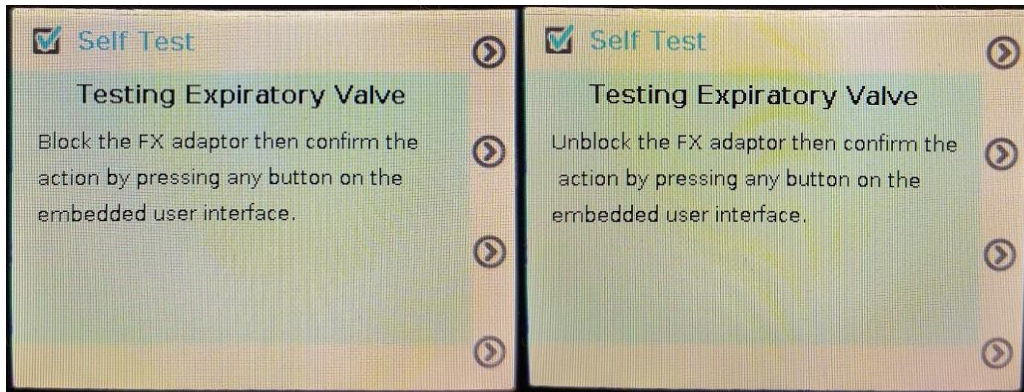 Self Test
Testing Expiratory Valve
Block the FX adaptor then confirm the
action by pressing any button on the
embedded user interface.
Self Test
Testing Expiratory Valve
Unblock the FX adaptor then confirm the
action by pressing any button on the
embedded user interface.